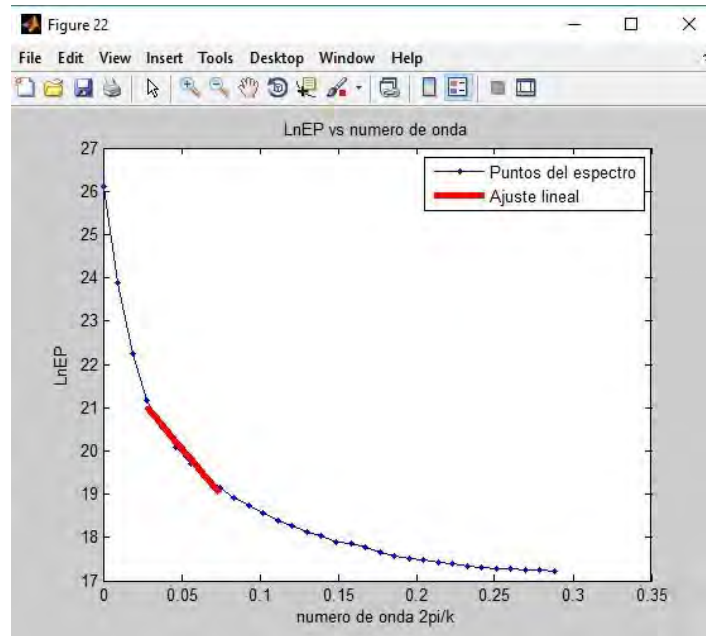 Figure 22
File Edit View Insert Tools Desktop Window Help
LnEP vs numero de onda
27
26
25
24
23
22
21
20
19
18
17
LnEP
Puntos del espectro
Ajuste lineal
0 0.05 0.1 0.15 0.2 0.25 0.3 0.35
numero de onda 2pi/k